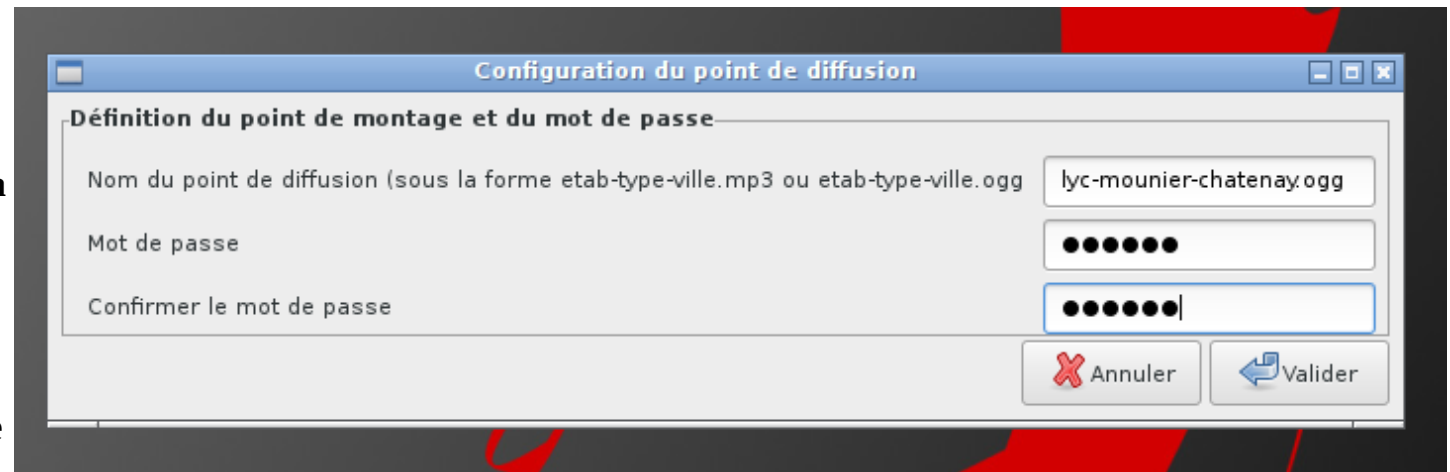 Configuration du point de diffusion
Définition du point de montage et du mot de passe
Nom du point de diffusion (sous la forme etab-type-ville.mp3 ou etab-type-ville.ogg lyc-mounier-chatenay.ogg
Mot de passe ●●●●●●
Confirmer le mot de passe ●●●●●●
Annuler Valider